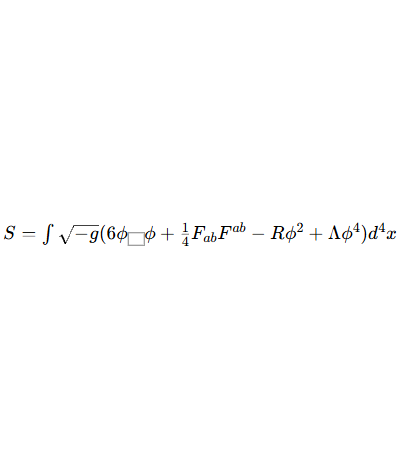 S = ∫ √−g(6ϕ□ϕ + ¼F_{ab}F^{ab} − Rϕ² + Λϕ⁴)d⁴x